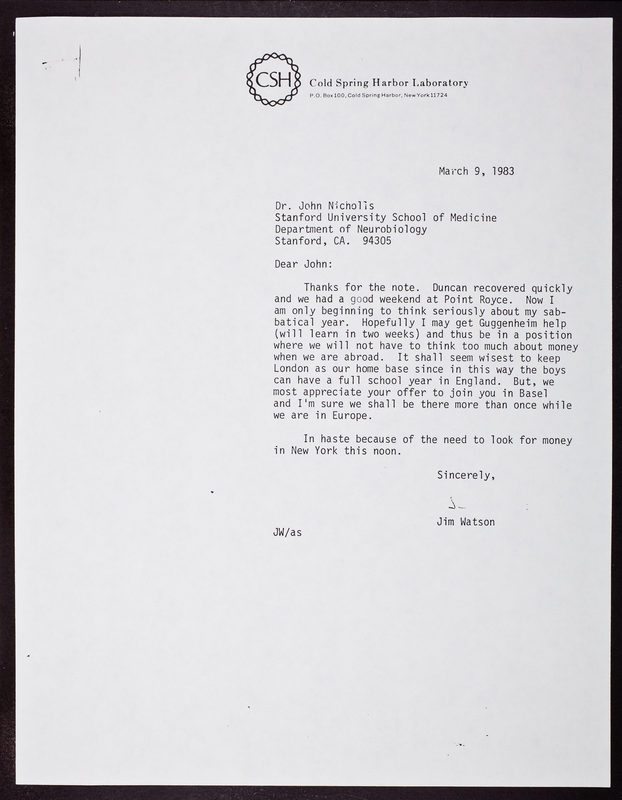 CSH
Cold Spring Harbor Laboratory
P.O. Box 100, Cold Spring Harbor, New York 11724
March 9, 1983
Dr. John Nicholls
Stanford University School of Medicine
Department of Neurobiology
Stanford, CA.  94305
Dear John:
Thanks for the note.  Duncan recovered quickly
and we had a good weekend at Point Royce.  Now I
am only beginning to think seriously about my sab-
batical year.  Hopefully I may get Guggenheim help
(will learn in two weeks) and thus be in a position
where we will not have to think too much about money
when we are abroad.  It shall seem wisest to keep
London as our home base since in this way the boys
can have a full school year in England.  But, we
most appreciate your offer to join you in Basel
and I'm sure we shall be there more than once while
we are in Europe.
In haste because of the need to look for money
in New York this noon.
Sincerely,
Jim Watson
JW/as